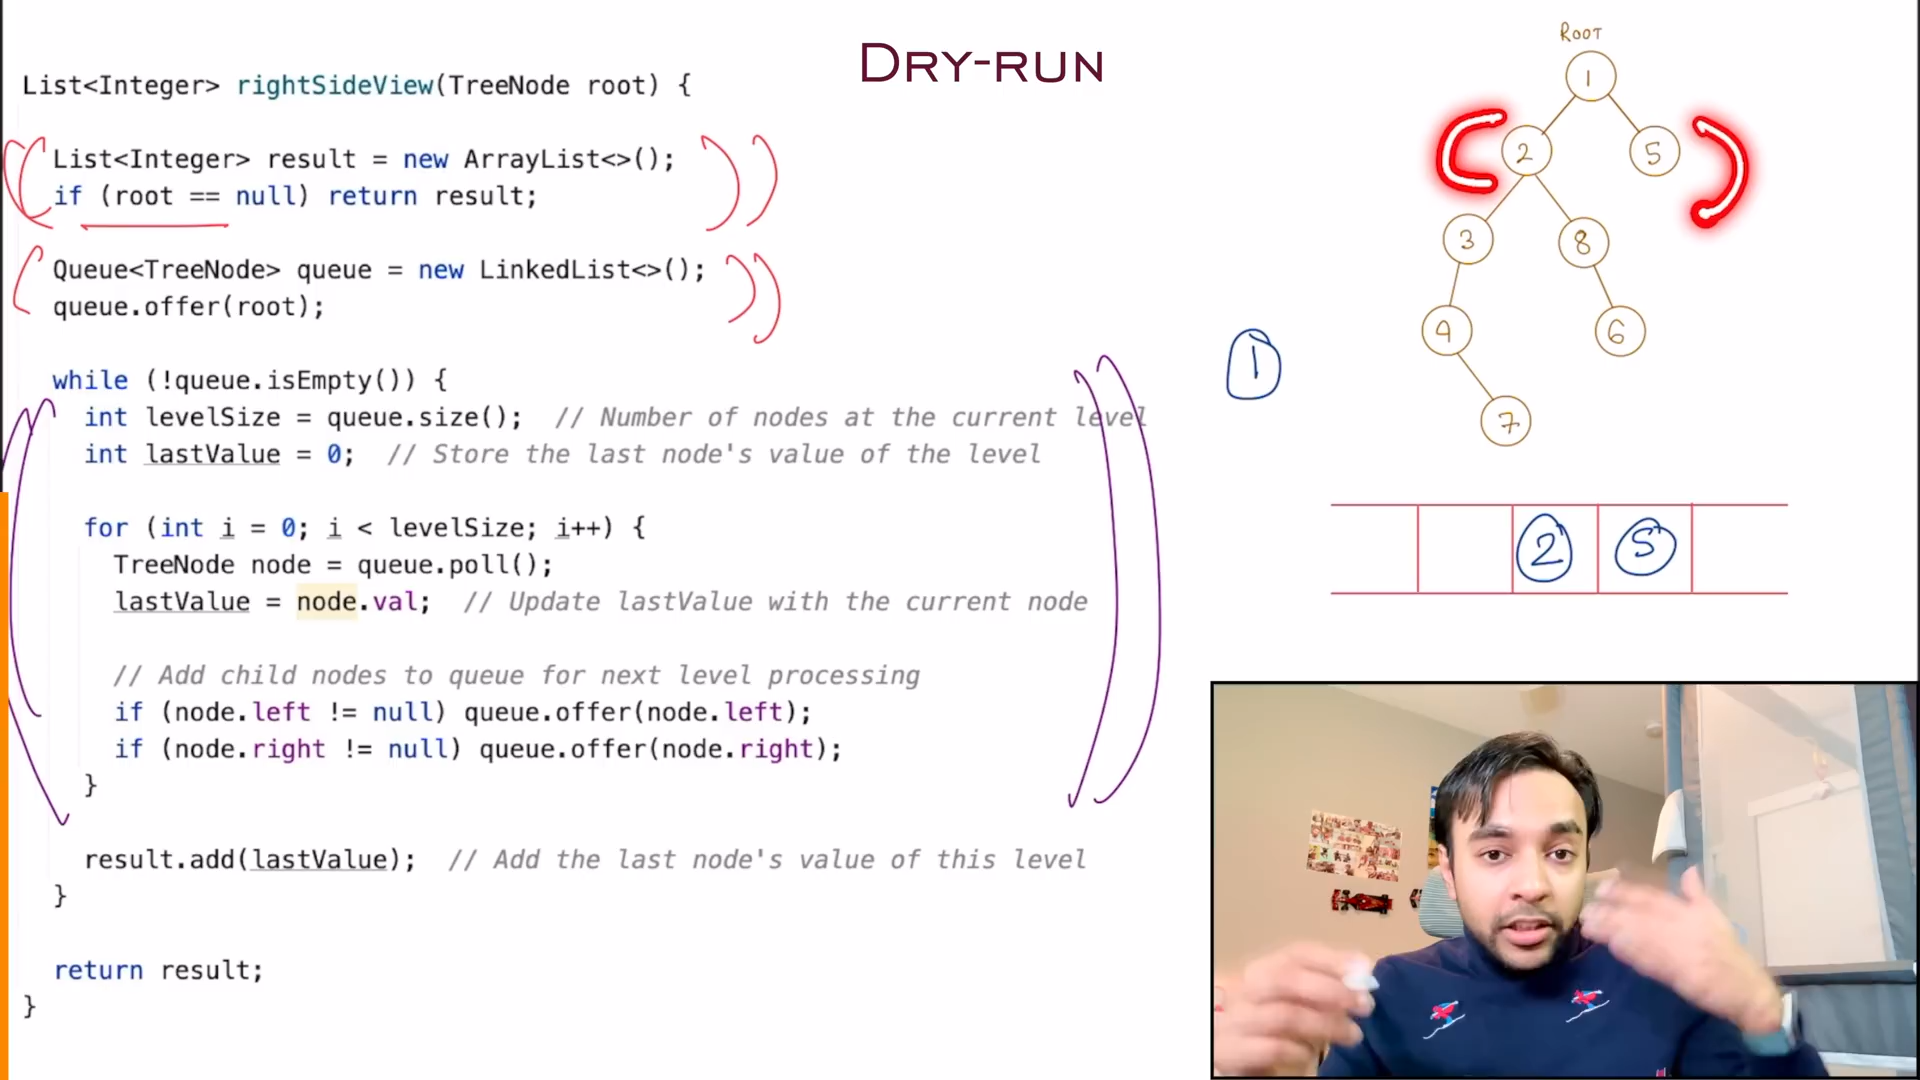 DRY-RUN
List<Integer> rightSideView(TreeNode root) {
List<Integer> result = new ArrayList<>();
if (root == null) return result;
Queue<TreeNode> queue = new LinkedList<>();
queue.offer(root);
while (!queue.isEmpty()) {
int levelSize = queue.size(); // Number of nodes at the current level
int lastValue = 0; // Store the last node's value of the level
for (int i = 0; i < levelSize; i++) {
TreeNode node = queue.poll();
lastValue = node.val; // Update lastValue with the current node
// Add child nodes to queue for next level processing
if (node.left != null) queue.offer(node.left);
if (node.right != null) queue.offer(node.right);
}
result.add(lastValue); // Add the last node's value of this level
}
return result;
}
ROOT
1
2 5
3 8
4 6
7
1
2 5